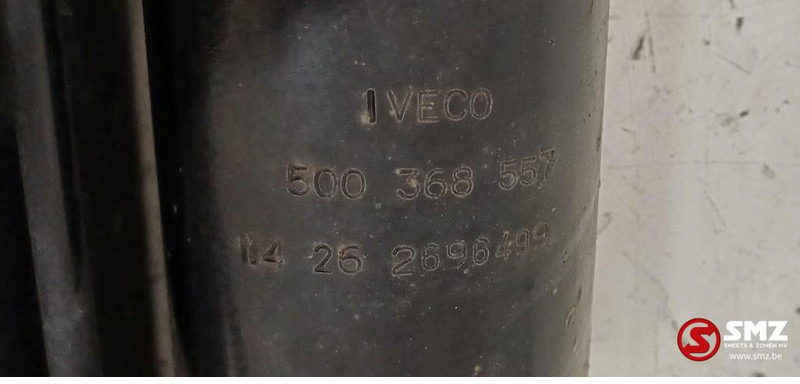 IVECO
500 368 557
14 26 2696499
SMZ
SMEETS & ZONEN NV.
www.smz.be